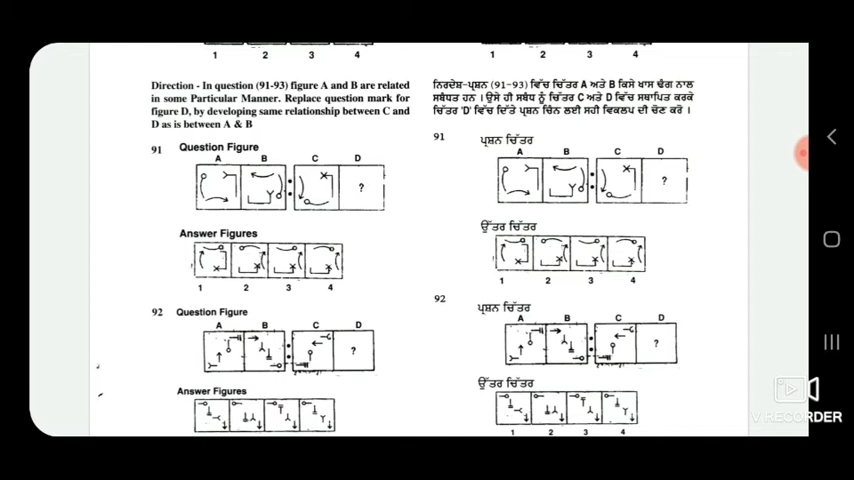 1 2 3 4
1 2 3 4
Direction - In question (91-93) figure A and B are related
in some Particular Manner. Replace question mark for
figure D, by developing same relationship between C and
D as is between A & B
ਨਿਰਦੇਸ਼-ਪ੍ਰਸ਼ਨ (91-93) ਵਿੱਚ ਚਿੱਤਰ A ਅਤੇ B ਕਿਸੇ ਖਾਸ ਢੰਗ ਨਾਲ
ਸਬੰਧਤ ਹਨ । ਉਸੇ ਹੀ ਸਬੰਧ ਨੂੰ ਚਿੱਤਰ C ਅਤੇ D ਵਿੱਚ ਸਥਾਪਿਤ ਕਰਕੇ
ਚਿੱਤਰ 'D' ਵਿੱਚ ਦਿੱਤੇ ਪ੍ਰਸ਼ਨ ਚਿੰਨ ਲਈ ਸਹੀ ਵਿਕਲਪ ਦੀ ਚੋਣ ਕਰੋ ।
91 Question Figure
A B C D
?
Answer Figures
1 2 3 4
91 ਪ੍ਰਸ਼ਨ ਚਿੱਤਰ
A B C D
?
ਉੱਤਰ ਚਿੱਤਰ
1 2 3 4
92 Question Figure
A B C D
?
Answer Figures
92 ਪ੍ਰਸ਼ਨ ਚਿੱਤਰ
A B C D
?
ਉੱਤਰ ਚਿੱਤਰ
1 2 3 4
V RECORDER